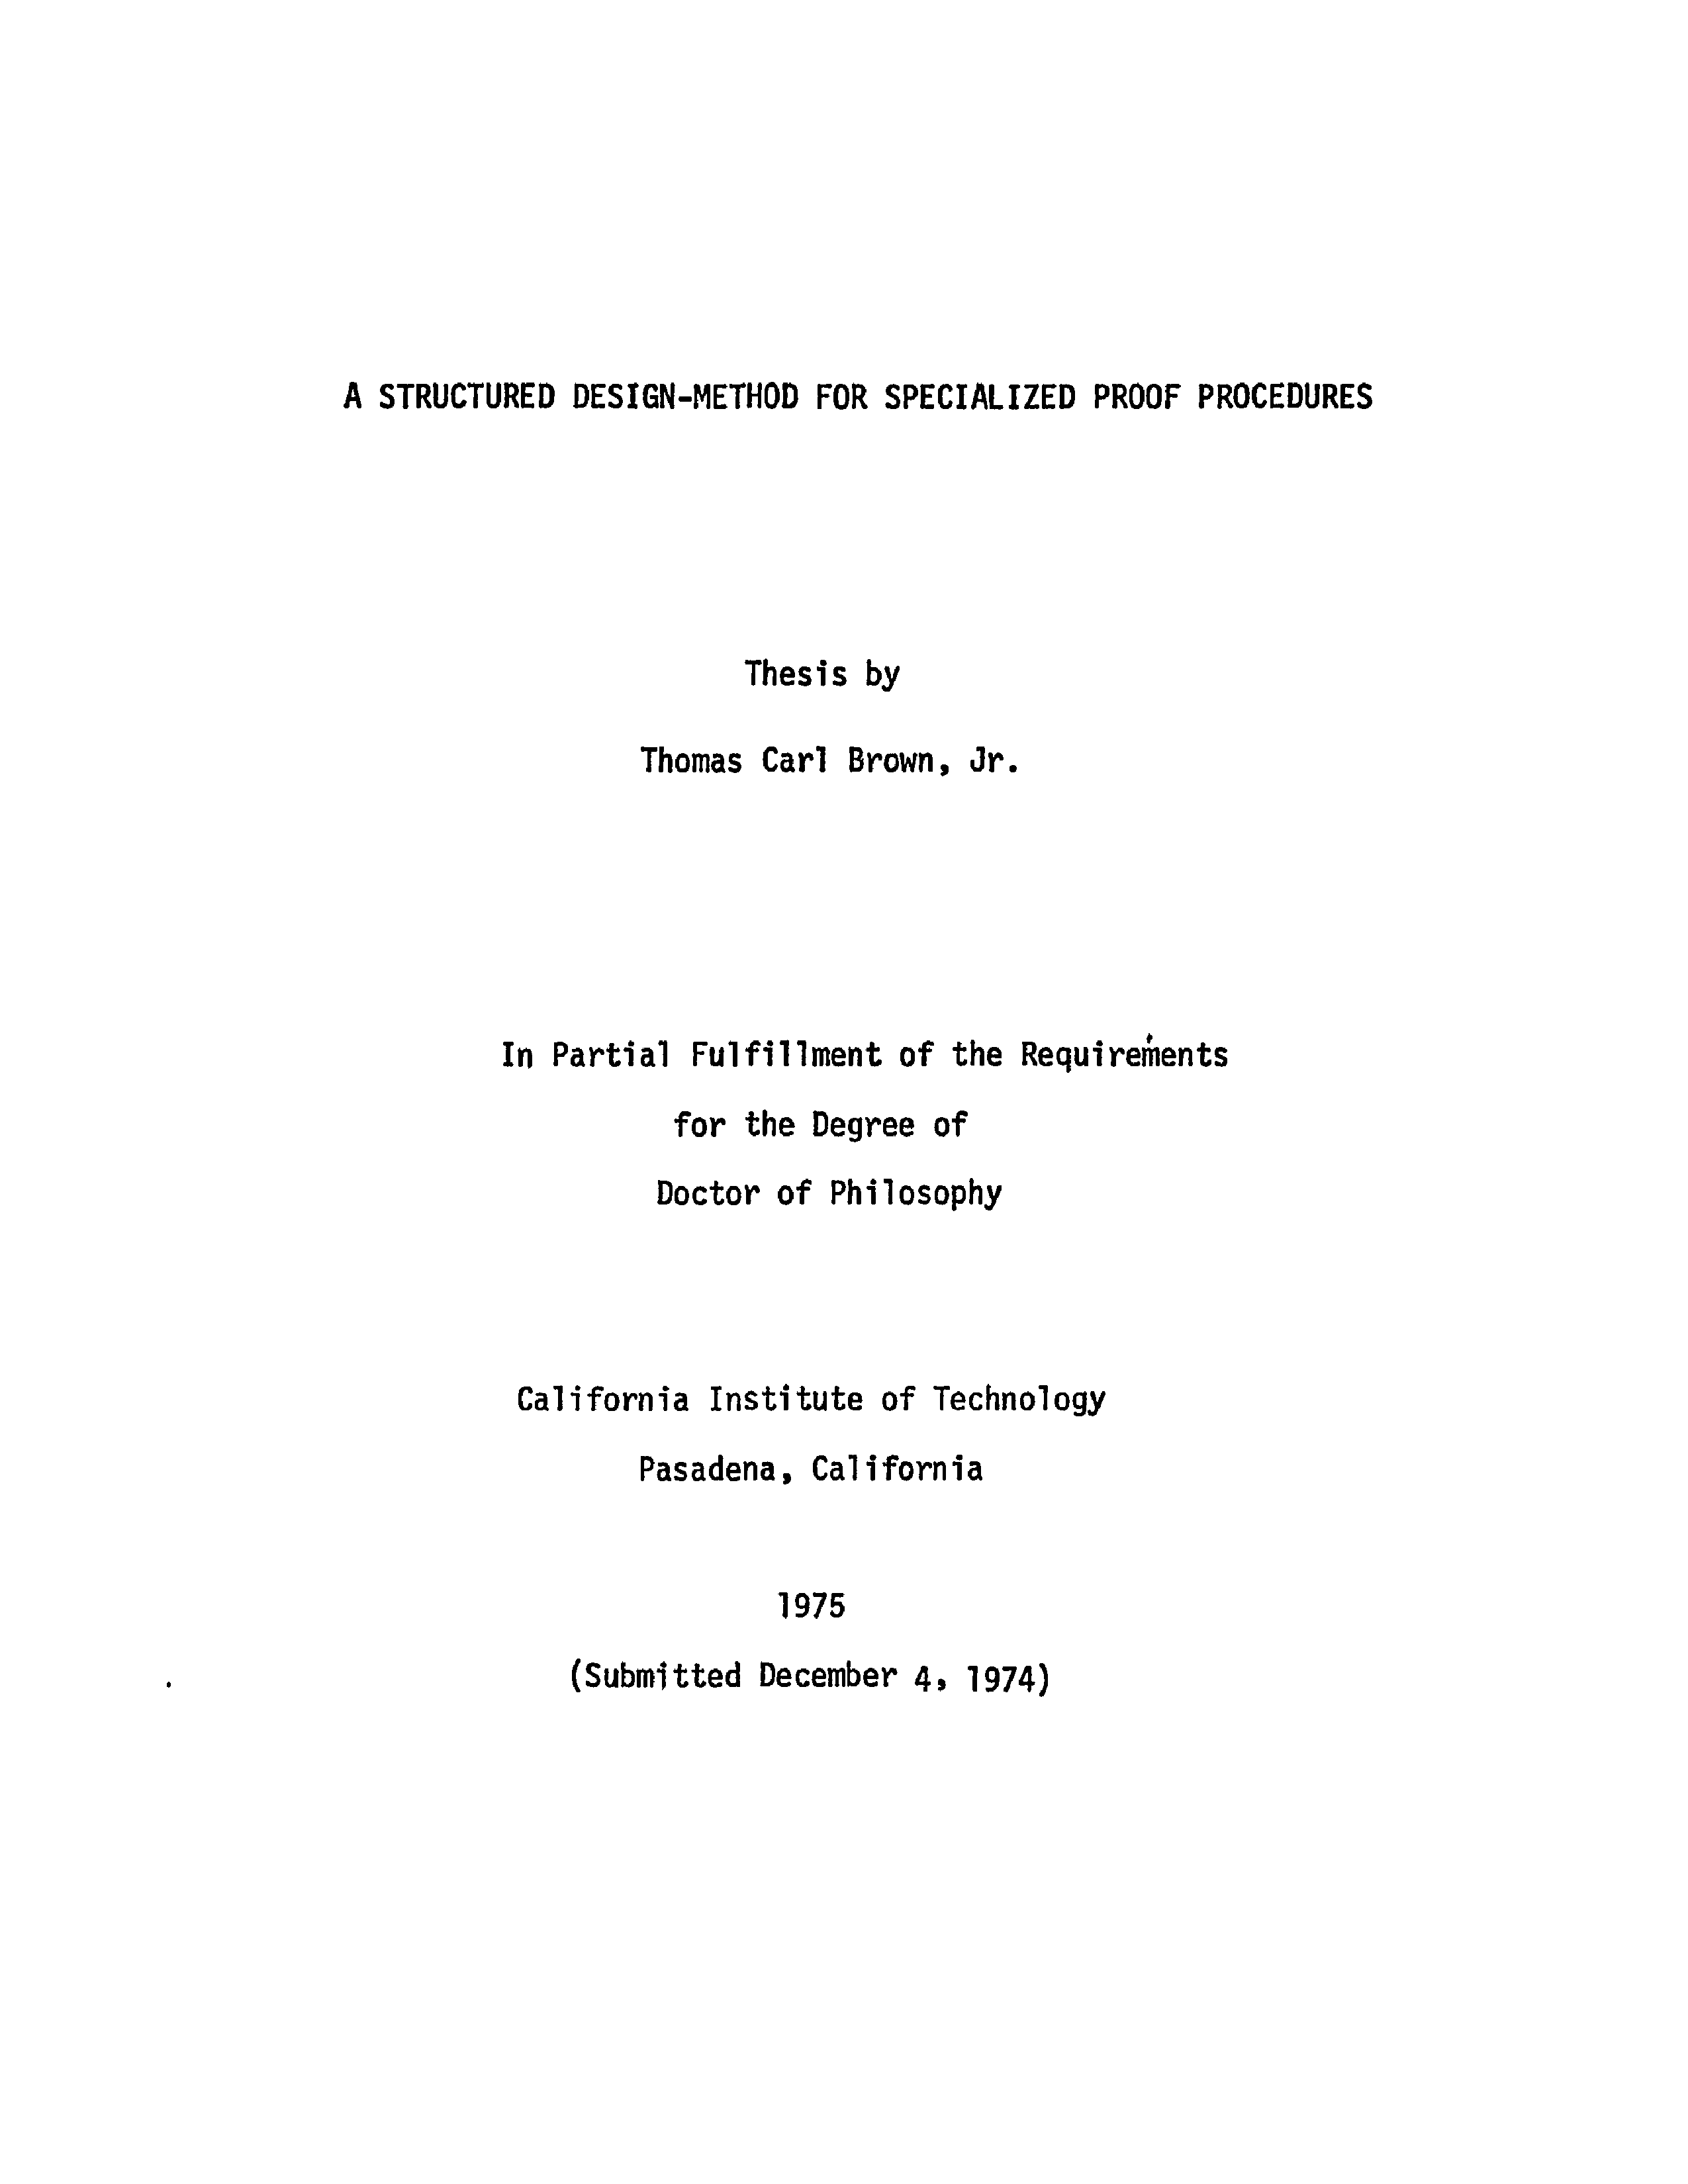 A STRUCTURED DESIGN-METHOD FOR SPECIALIZED PROOF PROCEDURES
Thesis by
Thomas Carl Brown, Jr.
In Partial Fulfillment of the Requirements
for the Degree of
Doctor of Philosophy
California Institute of Technology
Pasadena, California
1975
(Submitted December 4, 1974)